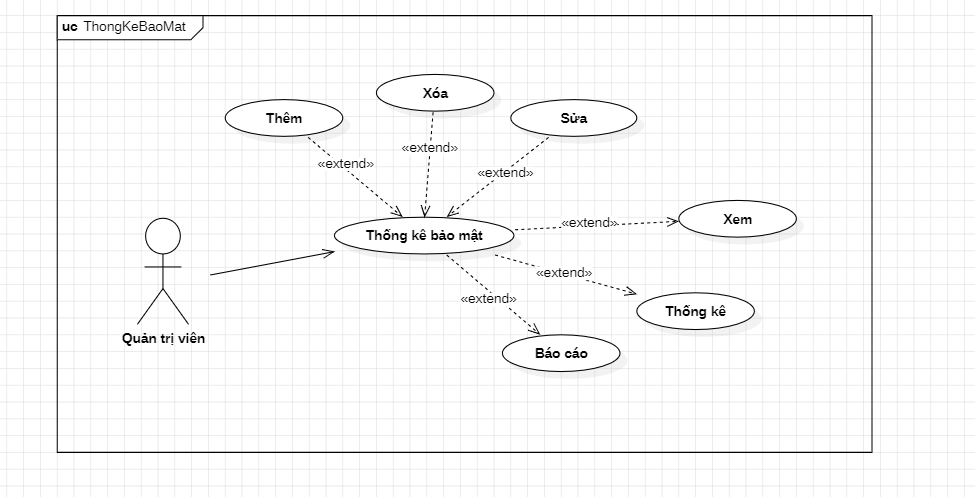 uc ThongKeBaoMat
Xóa
Thêm
Sửa
«extend»
«extend»
«extend»
Xem
«extend»
Thống kê bảo mật
«extend»
«extend»
Thống kê
Quản trị viên
Báo cáo